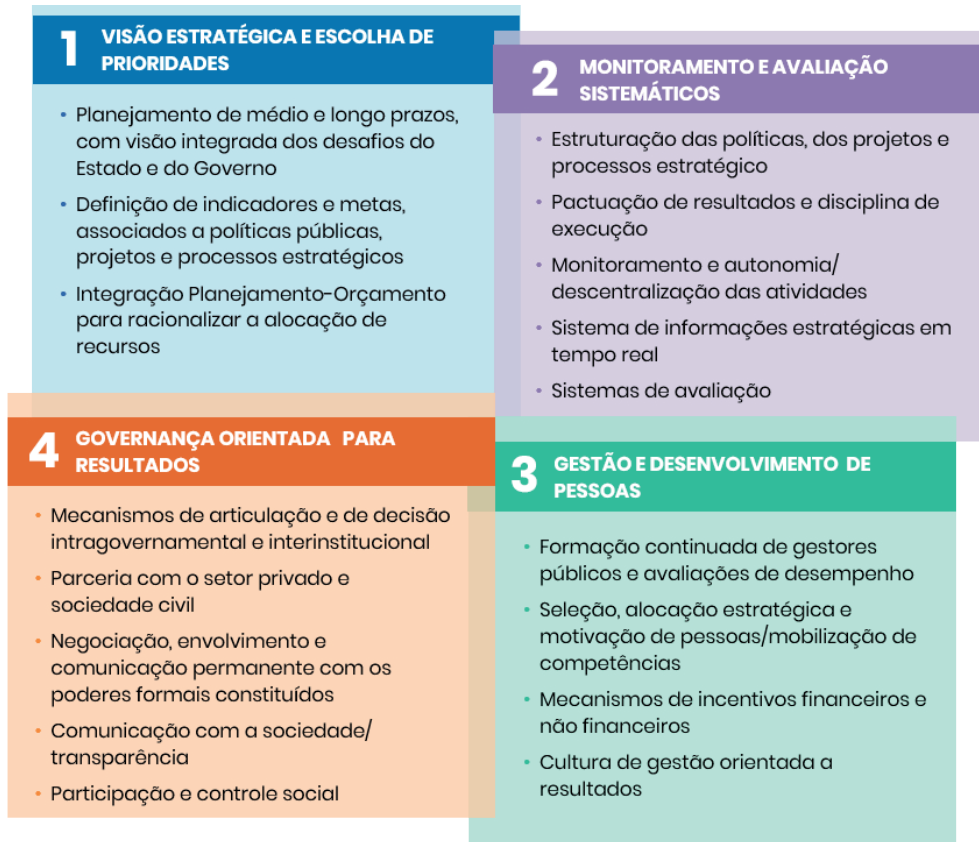 1
VISÃO ESTRATÉGICA E ESCOLHA DE
PRIORIDADES
• Planejamento de médio e longo prazos,
com visão integrada dos desafios do
Estado e do Governo
• Definição de indicadores e metas,
associados a políticas públicas,
projetos e processos estratégicos
• Integração Planejamento-Orçamento
para racionalizar a alocação de
recursos
2
MONITORAMENTO E AVALIAÇÃO
SISTEMÁTICOS
• Estruturação das políticas, dos projetos e
processos estratégico
• Pactuação de resultados e disciplina de
execução
• Monitoramento e autonomia/
descentralização das atividades
• Sistema de informações estratégicas em
tempo real
• Sistemas de avaliação
3
GESTÃO E DESENVOLVIMENTO DE
PESSOAS
• Formação continuada de gestores
públicos e avaliações de desempenho
• Seleção, alocação estratégica e
motivação de pessoas/mobilização de
competências
• Mecanismos de incentivos financeiros e
não financeiros
• Cultura de gestão orientada a
resultados
4
GOVERNANÇA ORIENTADA PARA
RESULTADOS
• Mecanismos de articulação e de decisão
intragovernamental e interinstitucional
• Parceria com o setor privado e
sociedade civil
• Negociação, envolvimento e
comunicação permanente com os
poderes formais constituídos
• Comunicação com a sociedade/
transparência
• Participação e controle social